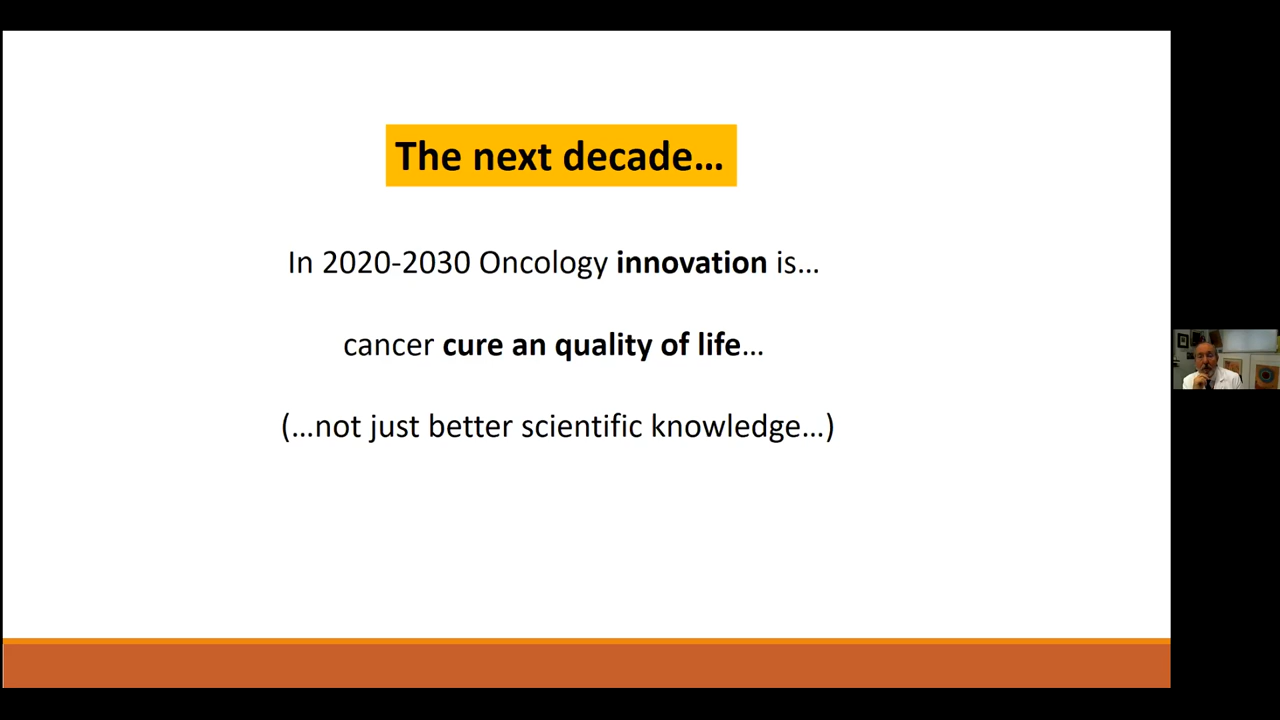 The next decade...
In 2020-2030 Oncology innovation is...
cancer cure an quality of life...
(...not just better scientific knowledge...)